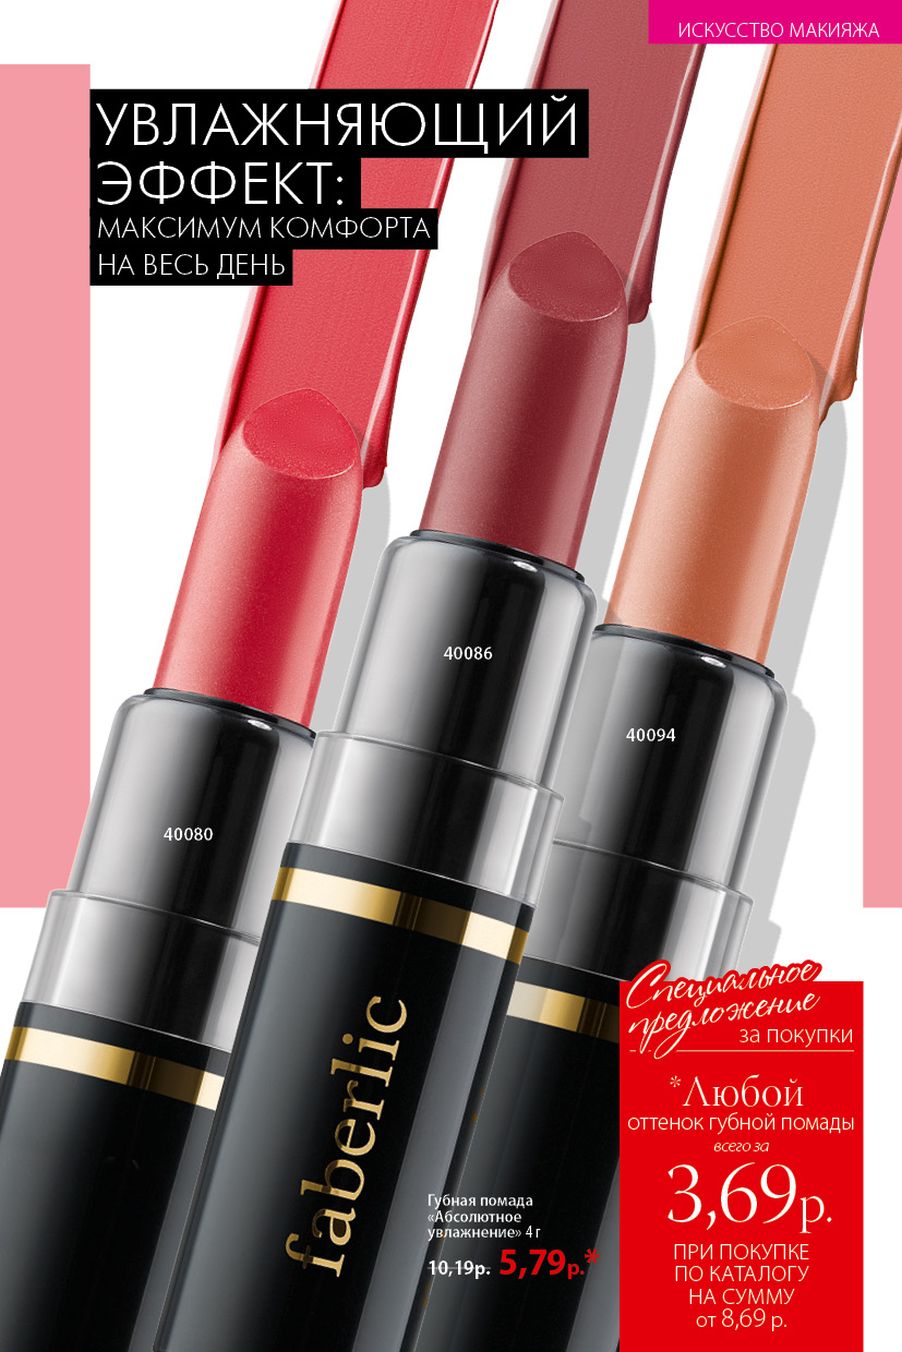 ИСКУССТВО МАКИЯЖА
УВЛАЖНЯЮЩИЙ
ЭФФЕКТ:
МАКСИМУМ КОМФОРТА
НА ВЕСЬ ДЕНЬ
40086
40094
40080
faberlic
Губная помада
«Абсолютное
увлажнение» 4 г
10,19р. 5,79р.*
Специальное
предложение
за покупки
*Любой
оттенок губной помады
всего за
3,69р.
ПРИ ПОКУПКЕ
ПО КАТАЛОГУ
НА СУММУ
от 8,69 р.